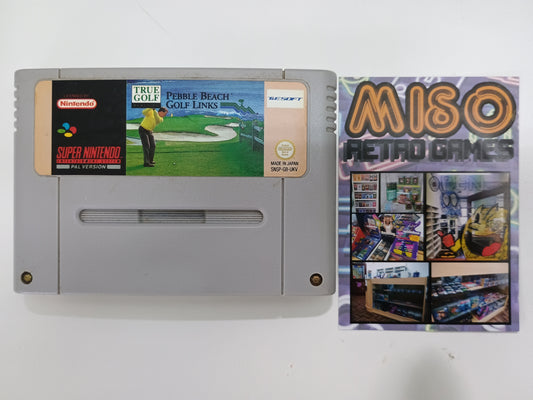 LICENSED BY
Nintendo
SUPER NINTENDO
ENTERTAINMENT SYSTEM
PAL VERSION
TRUE
GOLF
PEBBLE BEACH
GOLF LINKS
MADE IN JAPAN
SNSP-GB-UKV
MISO
RETRO GAMES